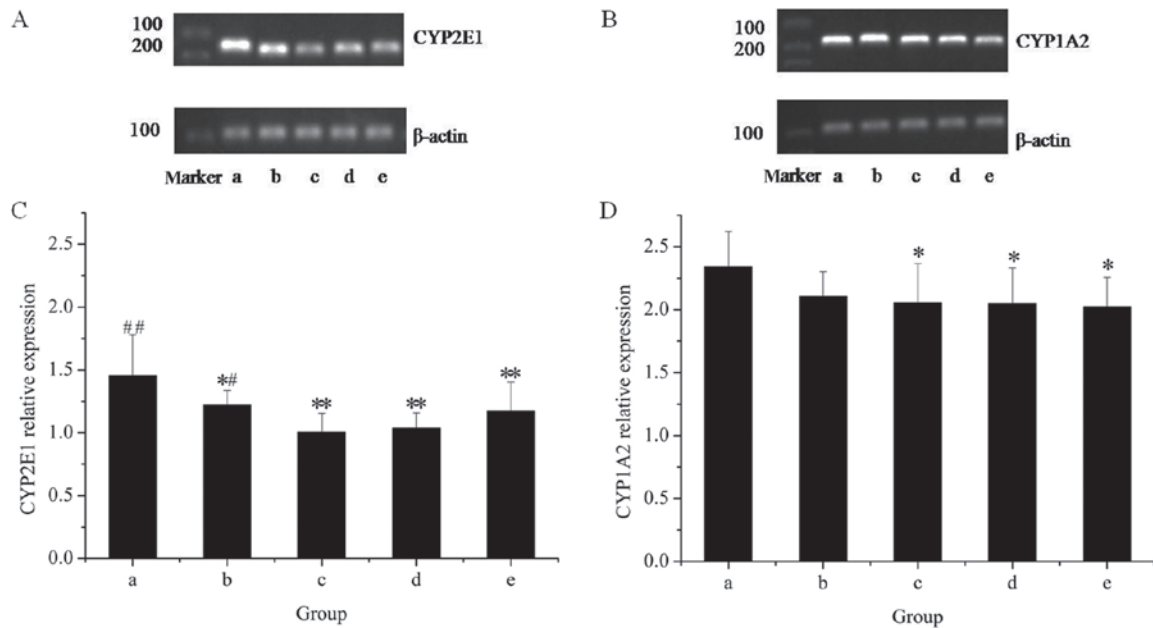 A
100
200
CYP2E1
100
β-actin
Marker a b c d e
B
100
200
CYP1A2
100
β-actin
Marker a b c d e
C
2.5
2.0
1.5
1.0
0.5
0.0
CYP2E1 relative expression
##
*#
**
**
**
a b c d e
Group
D
2.5
2.0
1.5
1.0
0.5
0.0
CYP1A2 relative expression
*
*
*
a b c d e
Group